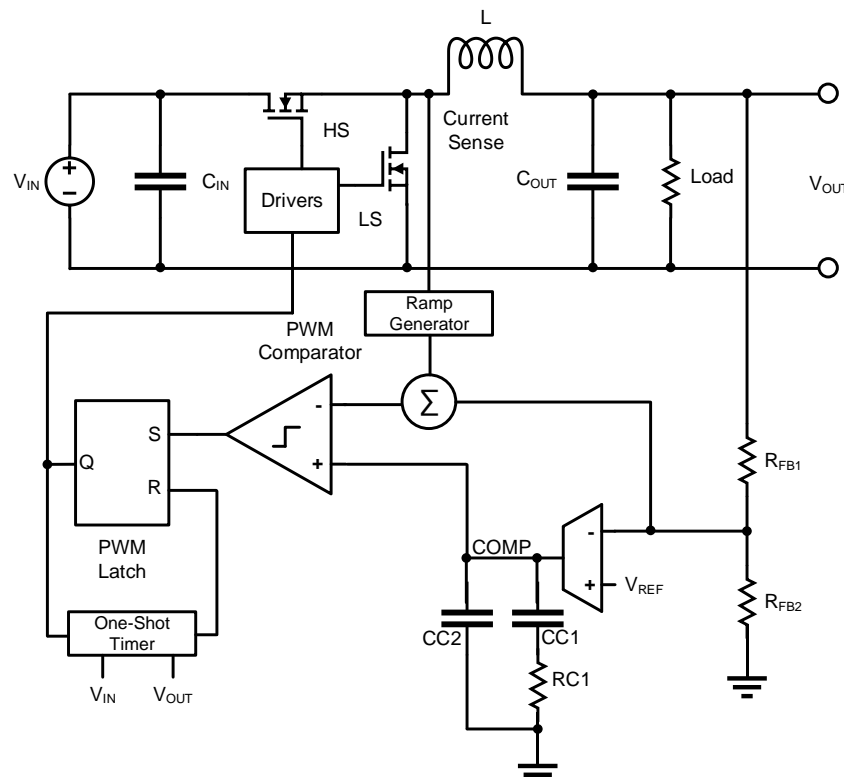 L
HS
Current
Sense
V_IN
+
−
C_IN
Drivers
LS
C_OUT
Load
V_OUT
Ramp
Generator
PWM
Comparator
Σ
-
+
S
Q
R
R_FB1
PWM
Latch
COMP
-
+
V_REF
R_FB2
One-Shot
Timer
CC2
CC1
RC1
V_IN
V_OUT